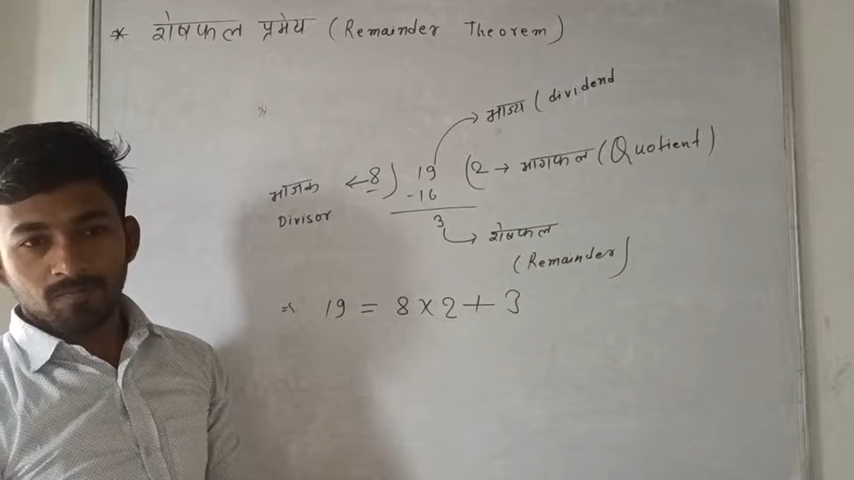 * शेषफल प्रमेय (Remainder Theorem)
भाज्य (dividend
भाजक ← 8 ) 19 ( 2 → भागफल (Quotient)
Divisor - 16
3
शेषफल
(Remainder)
⇒ 19 = 8 × 2 + 3